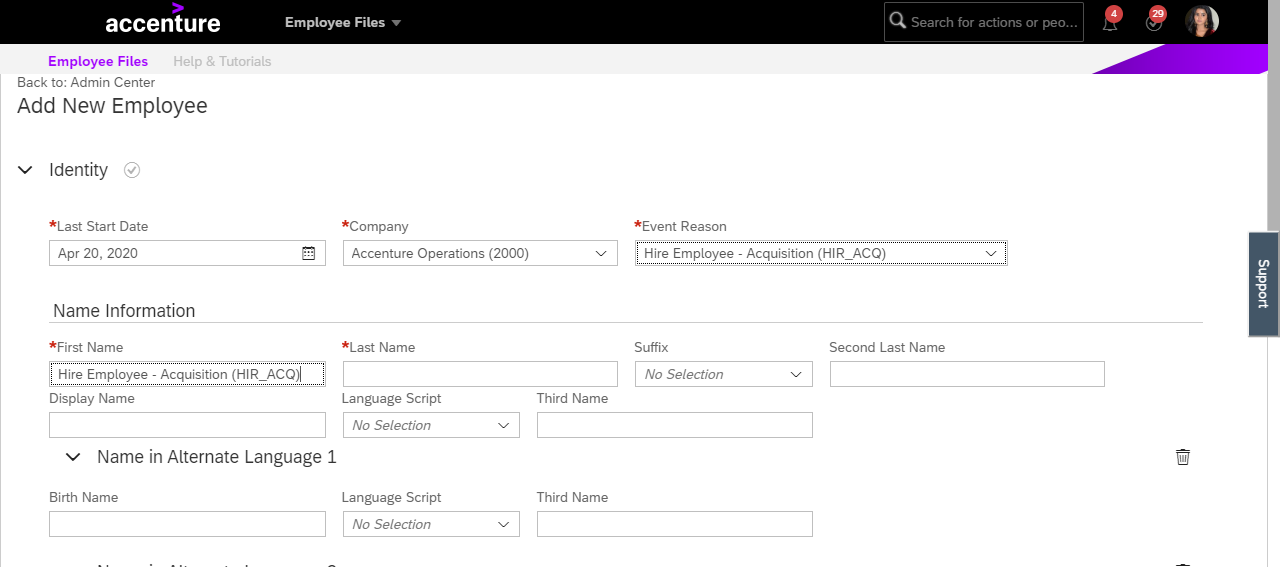 accenture
Employee Files
Search for actions or peo...
4
29
Employee Files Help & Tutorials
Back to: Admin Center
Add New Employee
Identity
*Last Start Date *Company *Event Reason
Apr 20, 2020 Accenture Operations (2000) Hire Employee - Acquisition (HIR_ACQ)
Support
Name Information
*First Name *Last Name Suffix Second Last Name
Hire Employee - Acquisition (HIR_ACQ) No Selection
Display Name Language Script Third Name
No Selection
Name in Alternate Language 1
Birth Name Language Script Third Name
No Selection